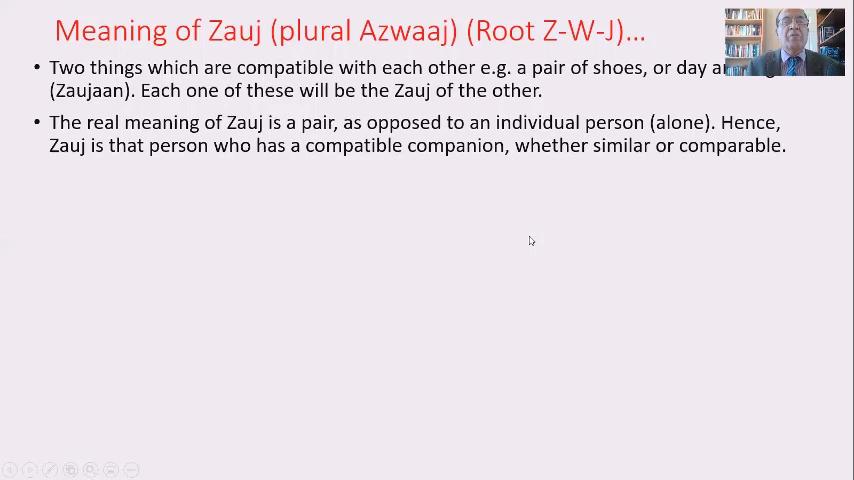 Meaning of Zauj (plural Azwaaj) (Root Z-W-J)…
• Two things which are compatible with each other e.g. a pair of shoes, or day
(Zaujaan). Each one of these will be the Zauj of the other.
• The real meaning of Zauj is a pair, as opposed to an individual person (alone). Hence,
Zauj is that person who has a compatible companion, whether similar or comparable.